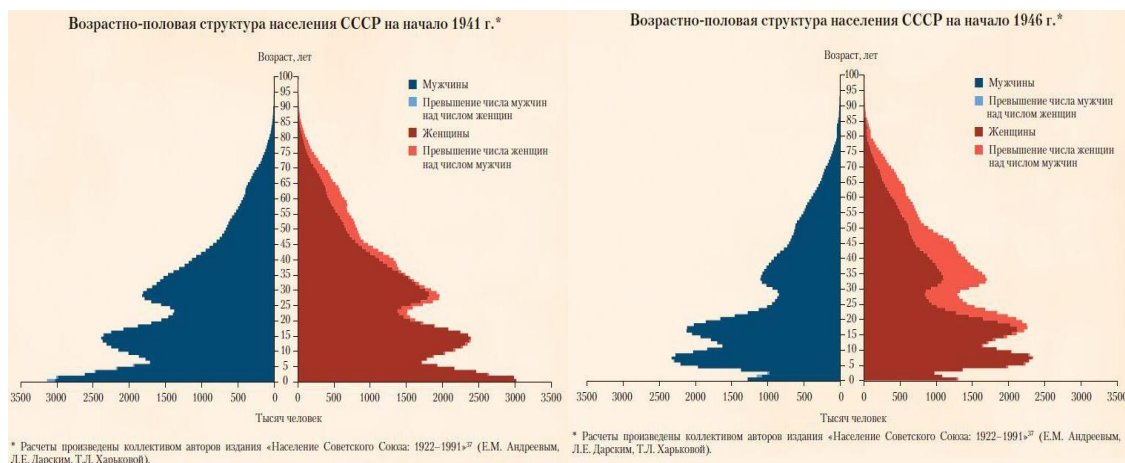 Возрастно-половая структура населения СССР на начало 1941 г.*
Возраст, лет
100
95
90
85
80
75
70
65
60
55
50
45
40
35
30
25
20
15
10
5
0
Мужчины
Превышение числа мужчин
над числом женщин
Женщины
Превышение числа женщин
над числом мужчин
3500 3000 2500 2000 1500 1000 500 0 0 500 1000 1500 2000 2500 3000 3500
Тысяч человек
* Расчеты произведены коллективом авторов издания «Население Советского Союза: 1922–1991»³⁷ (Е.М. Андреевым,
Л.Е. Дарским, Т.Л. Харьковой).
Возрастно-половая структура населения СССР на начало 1946 г.*
Возраст, лет
100
95
90
85
80
75
70
65
60
55
50
45
40
35
30
25
20
15
10
5
0
Мужчины
Превышение числа мужчин
над числом женщин
Женщины
Превышение числа женщин
над числом мужчин
3500 3000 2500 2000 1500 1000 500 0 0 500 1000 1500 2000 2500 3000 3500
Тысяч человек
* Расчеты произведены коллективом авторов издания «Население Советского Союза: 1922–1991»³⁷ (Е.М. Андреевым,
Л.Е. Дарским, Т.Л. Харьковой).